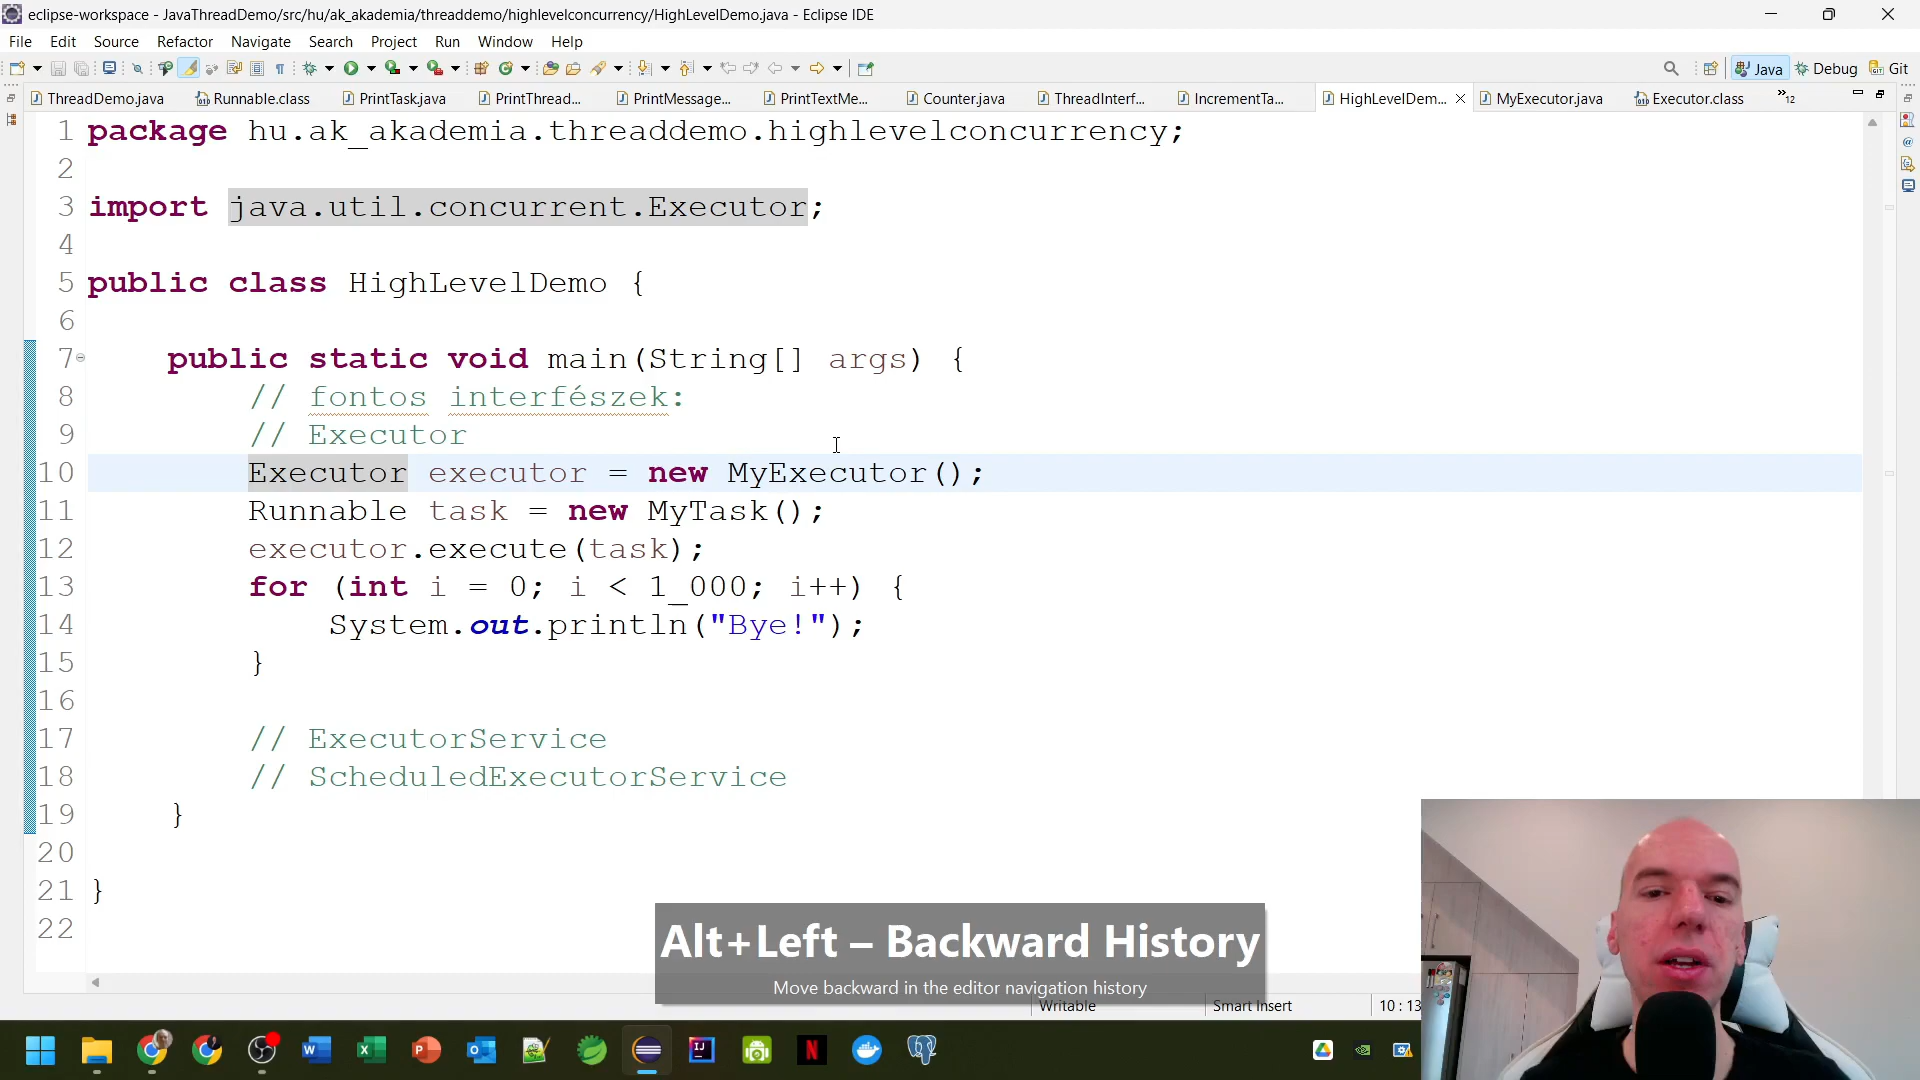 eclipse-workspace - JavaThreadDemo/src/hu/ak_akademia/threaddemo/highlevelconcurrency/HighLevelDemo.java - Eclipse IDE
File Edit Source Refactor Navigate Search Project Run Window Help
Java Debug Git
ThreadDemo.java Runnable.class PrintTask.java PrintThread... PrintMessage... PrintTextMe... Counter.java ThreadInterf... IncrementTa... HighLevelDem... MyExecutor.java Executor.class »12
1 package hu.ak_akademia.threaddemo.highlevelconcurrency;
2
3 import java.util.concurrent.Executor;
4
5 public class HighLevelDemo {
6
7 public static void main(String[] args) {
8 // fontos interfészek:
9 // Executor
10 Executor executor = new MyExecutor();
11 Runnable task = new MyTask();
12 executor.execute(task);
13 for (int i = 0; i < 1_000; i++) {
14 System.out.println("Bye!");
15 }
16
17 // ExecutorService
18 // ScheduledExecutorService
19 }
20
21 }
22
Alt+Left – Backward History
Move backward in the editor navigation history
Writable Smart Insert 10 : 13